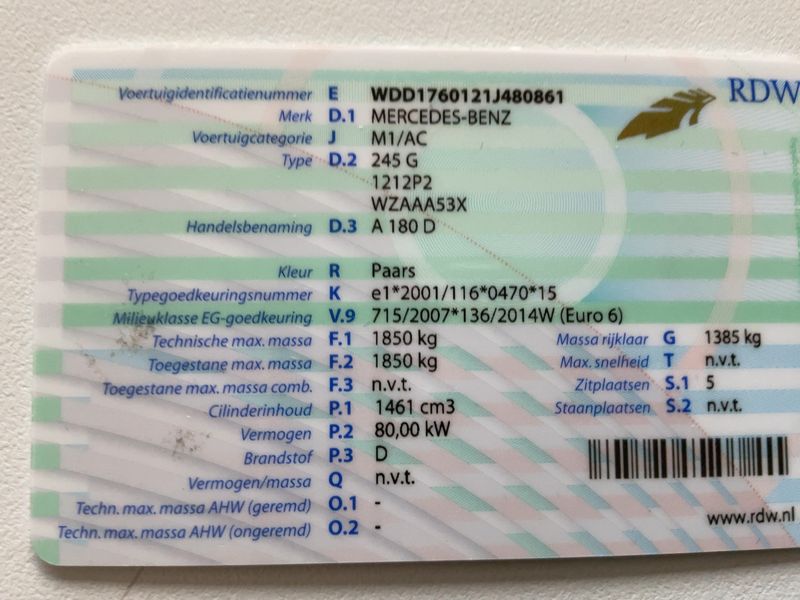 RDW
Voertuigidentificatienummer E WDD1760121J480861
Merk D.1 MERCEDES-BENZ
Voertuigcategorie J M1/AC
Type D.2 245 G
1212P2
WZAAA53X
Handelsbenaming D.3 A 180 D
Kleur R Paars
Typegoedkeuringsnummer K e1*2001/116*0470*15
Milieuklasse EG-goedkeuring V.9 715/2007*136/2014W (Euro 6)
Technische max. massa F.1 1850 kg Massa rijklaar G 1385 kg
Toegestane max. massa F.2 1850 kg Max. snelheid T n.v.t.
Toegestane max. massa comb. F.3 n.v.t. Zitplaatsen S.1 5
Cilinderinhoud P.1 1461 cm3 Staanplaatsen S.2 n.v.t.
Vermogen P.2 80,00 kW
Brandstof P.3 D
Vermogen/massa Q n.v.t.
Techn. max. massa AHW (geremd) O.1 -
Techn. max. massa AHW (ongeremd) O.2 -
www.rdw.nl